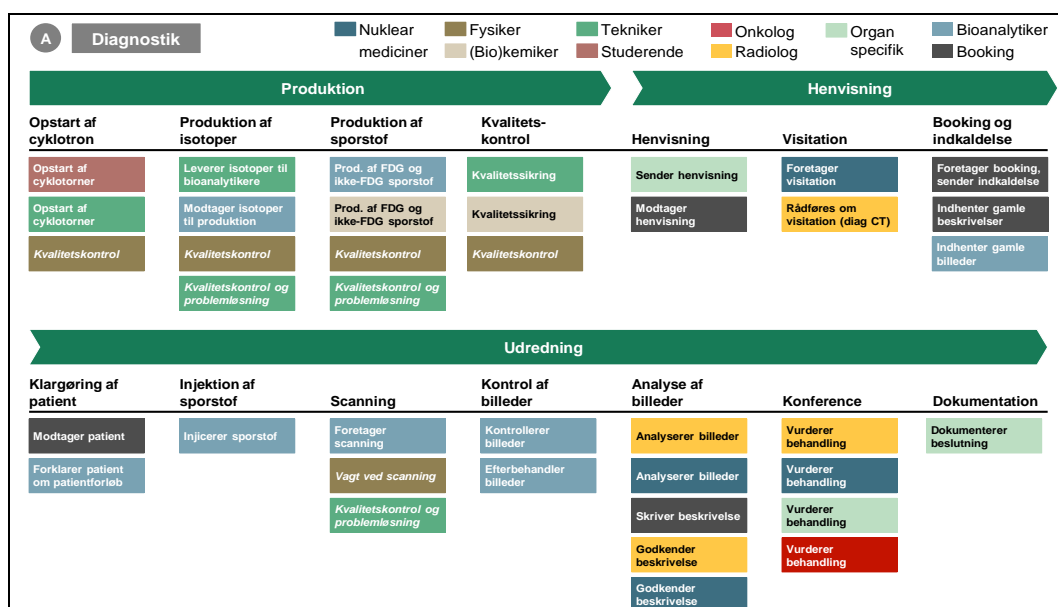 A Diagnostik
Nuklear
mediciner
Fysiker
(Bio)kemiker
Tekniker
Studerende
Onkolog
Radiolog
Organ
specifik
Bioanalytiker
Booking
Produktion
Henvisning
Opstart af
cyklotron
Produktion af
isotoper
Produktion af
sporstof
Kvalitets-
kontrol
Henvisning
Visitation
Booking og
indkaldelse
Opstart af
cyklotorner
Opstart af
cyklotorner
Kvalitetskontrol
Leverer isotoper til
bioanalytikere
Modtager isotoper
til produktion
Kvalitetskontrol
Kvalitetskontrol og
problemløsning
Prod. af FDG og
ikke-FDG sporstof
Prod. af FDG og
ikke-FDG sporstof
Kvalitetskontrol
Kvalitetskontrol og
problemløsning
Kvalitetssikring
Kvalitetssikring
Kvalitetskontrol
Sender henvisning
Modtager
henvisning
Foretager
visitation
Rådføres om
visitation (diag CT)
Foretager booking,
sender indkaldelse
Indhenter gamle
beskrivelser
Indhenter gamle
billeder
Udredning
Klargøring af
patient
Injektion af
sporstof
Scanning
Kontrol af
billeder
Analyse af
billeder
Konference
Dokumentation
Modtager patient
Forklarer patient
om patientforløb
Injicerer sporstof
Foretager
scanning
Vagt ved scanning
Kvalitetskontrol og
problemløsning
Kontrollerer
billeder
Efterbehandler
billeder
Analyserer billeder
Analyserer billeder
Skriver beskrivelse
Godkender
beskrivelse
Godkender
beskrivelse
Vurderer
behandling
Vurderer
behandling
Vurderer
behandling
Vurderer
behandling
Dokumenterer
beslutning